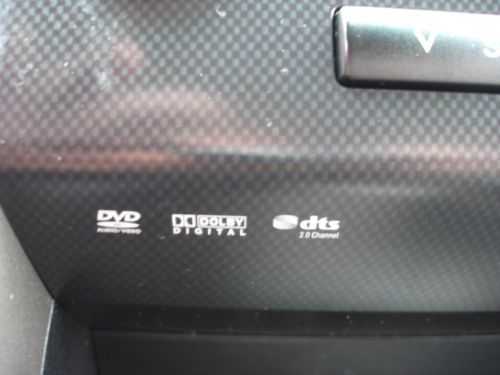 V S
DVD
AUDIO/VIDEO
DOLBY
DIGITAL
dts
2.0 Channel